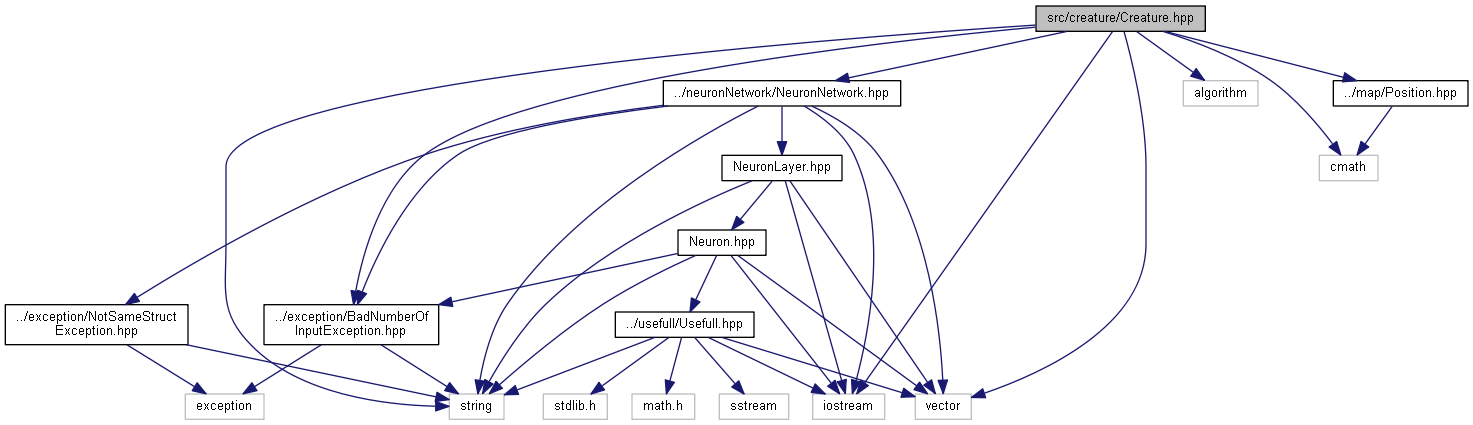 src/creature/Creature.hpp
../neuronNetwork/NeuronNetwork.hpp
algorithm
../map/Position.hpp
NeuronLayer.hpp
cmath
Neuron.hpp
../exception/NotSameStruct
Exception.hpp
../exception/BadNumberOf
InputException.hpp
../usefull/Usefull.hpp
exception
string
stdlib.h
math.h
sstream
iostream
vector